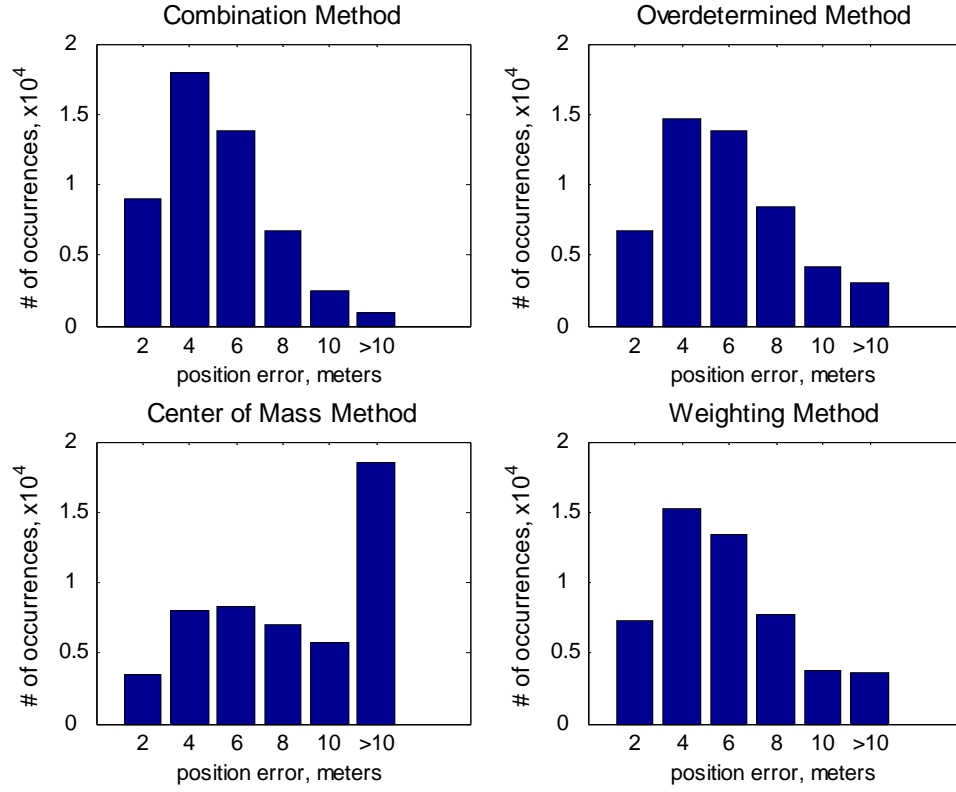 Combination Method
# of occurrences, x10^4
2
1.5
1
0.5
0
2 4 6 8 10 >10
position error, meters
Overdetermined Method
# of occurrences, x10^4
2
1.5
1
0.5
0
2 4 6 8 10 >10
position error, meters
Center of Mass Method
# of occurrences, x10^4
2
1.5
1
0.5
0
2 4 6 8 10 >10
position error, meters
Weighting Method
# of occurrences, x10^4
2
1.5
1
0.5
0
2 4 6 8 10 >10
position error, meters